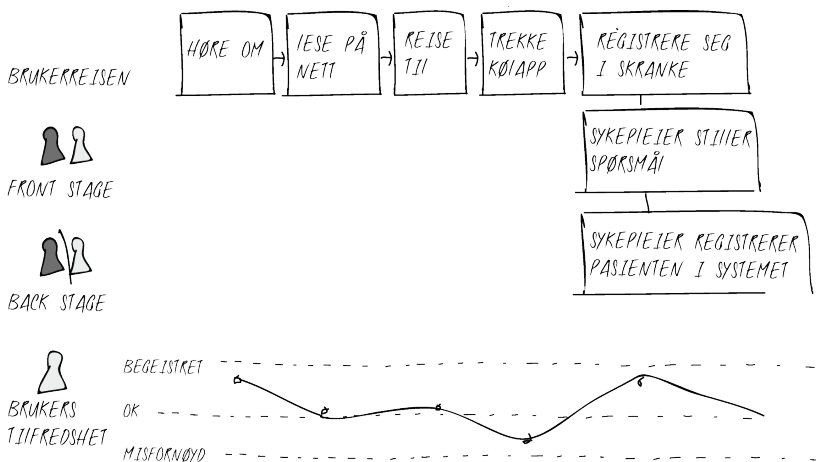 HØRE OM
lESE PÅ
NETT
REISE
TIl
TREKKE
KØlAPP
REGISTRERE SEG
I SKRANKE
BRUKERREISEN
SYKEPlEIER STIllER
SPØRSMÅl
FRONT STAGE
SYKEPlEIER REGISTRERER
PASIENTEN I SYSTEMET
BACK STAGE
BEGEISTRET
OK
BRUKERS
TIlFREDSHET
MISFORNØYD